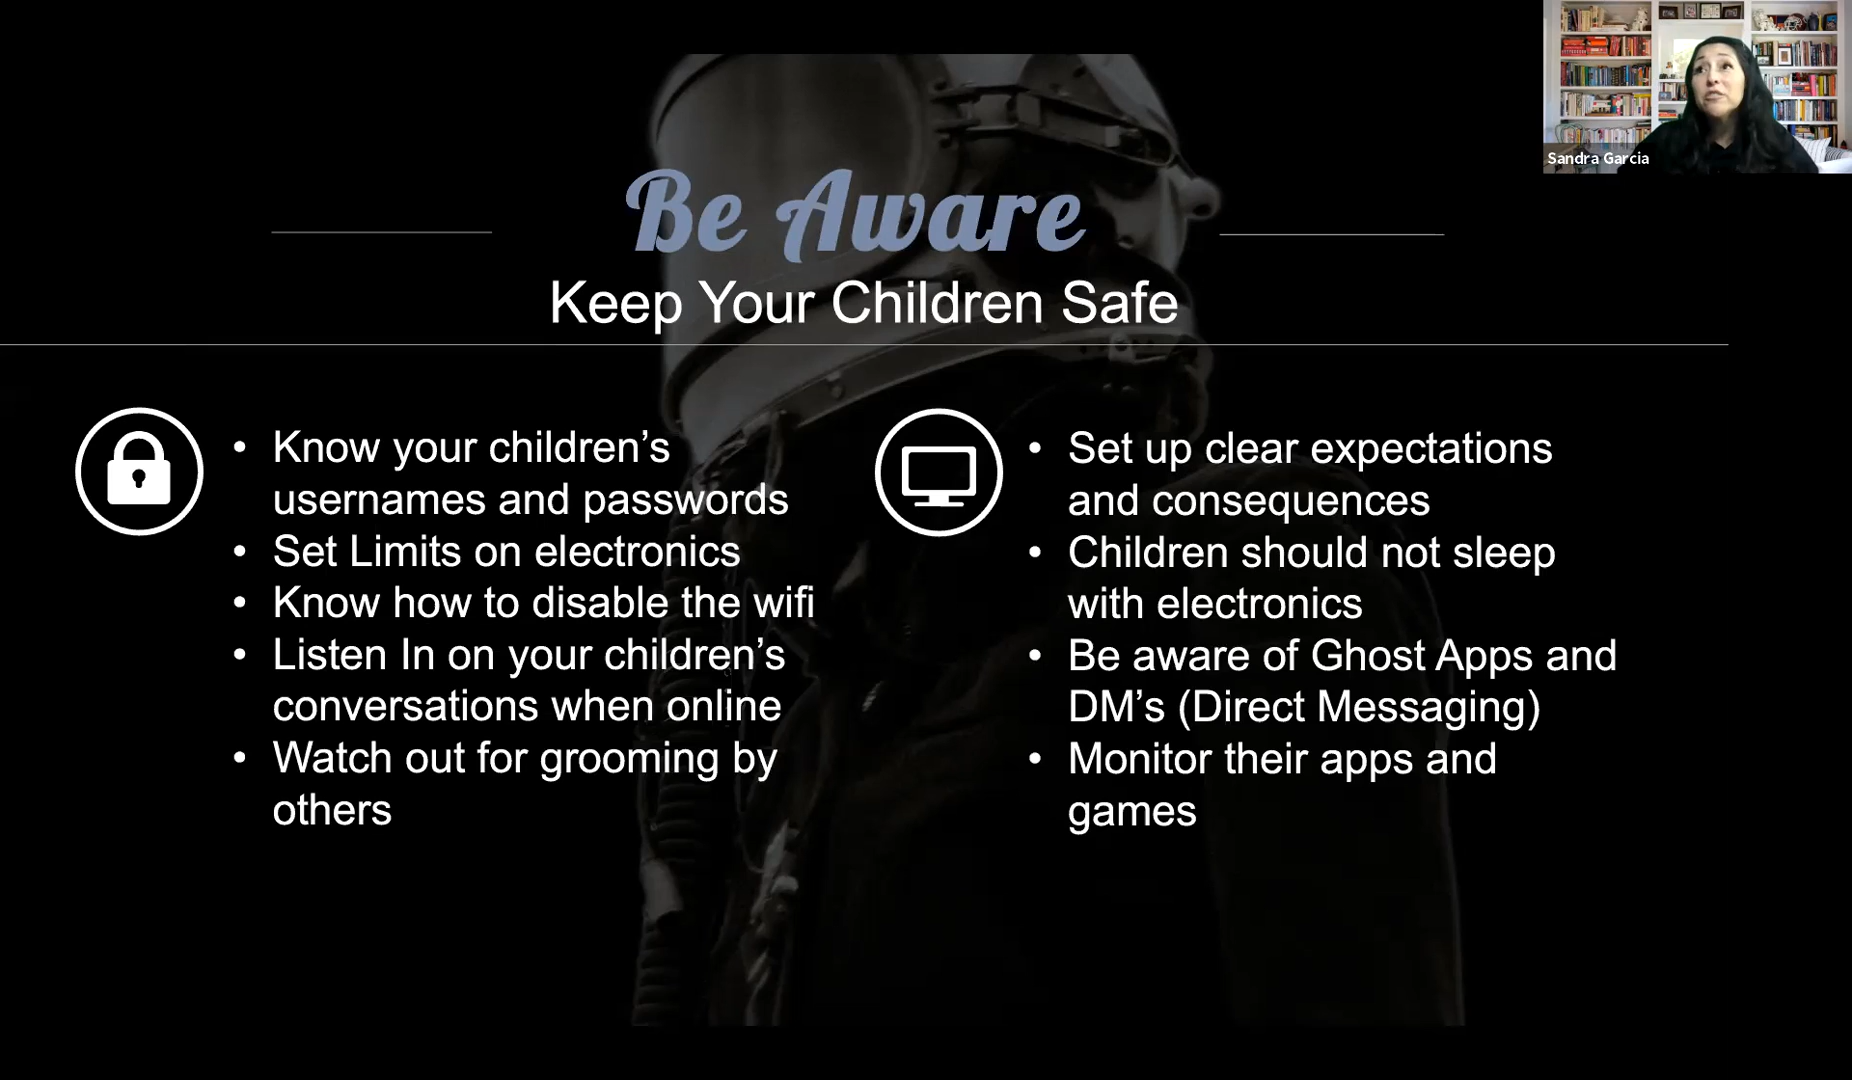 Sandra Garcia
Be Aware
Keep Your Children Safe
• Know your children’s
usernames and passwords
• Set Limits on electronics
• Know how to disable the wifi
• Listen In on your children’s
conversations when online
• Watch out for grooming by
others
• Set up clear expectations
and consequences
• Children should not sleep
with electronics
• Be aware of Ghost Apps and
DM’s (Direct Messaging)
• Monitor their apps and
games